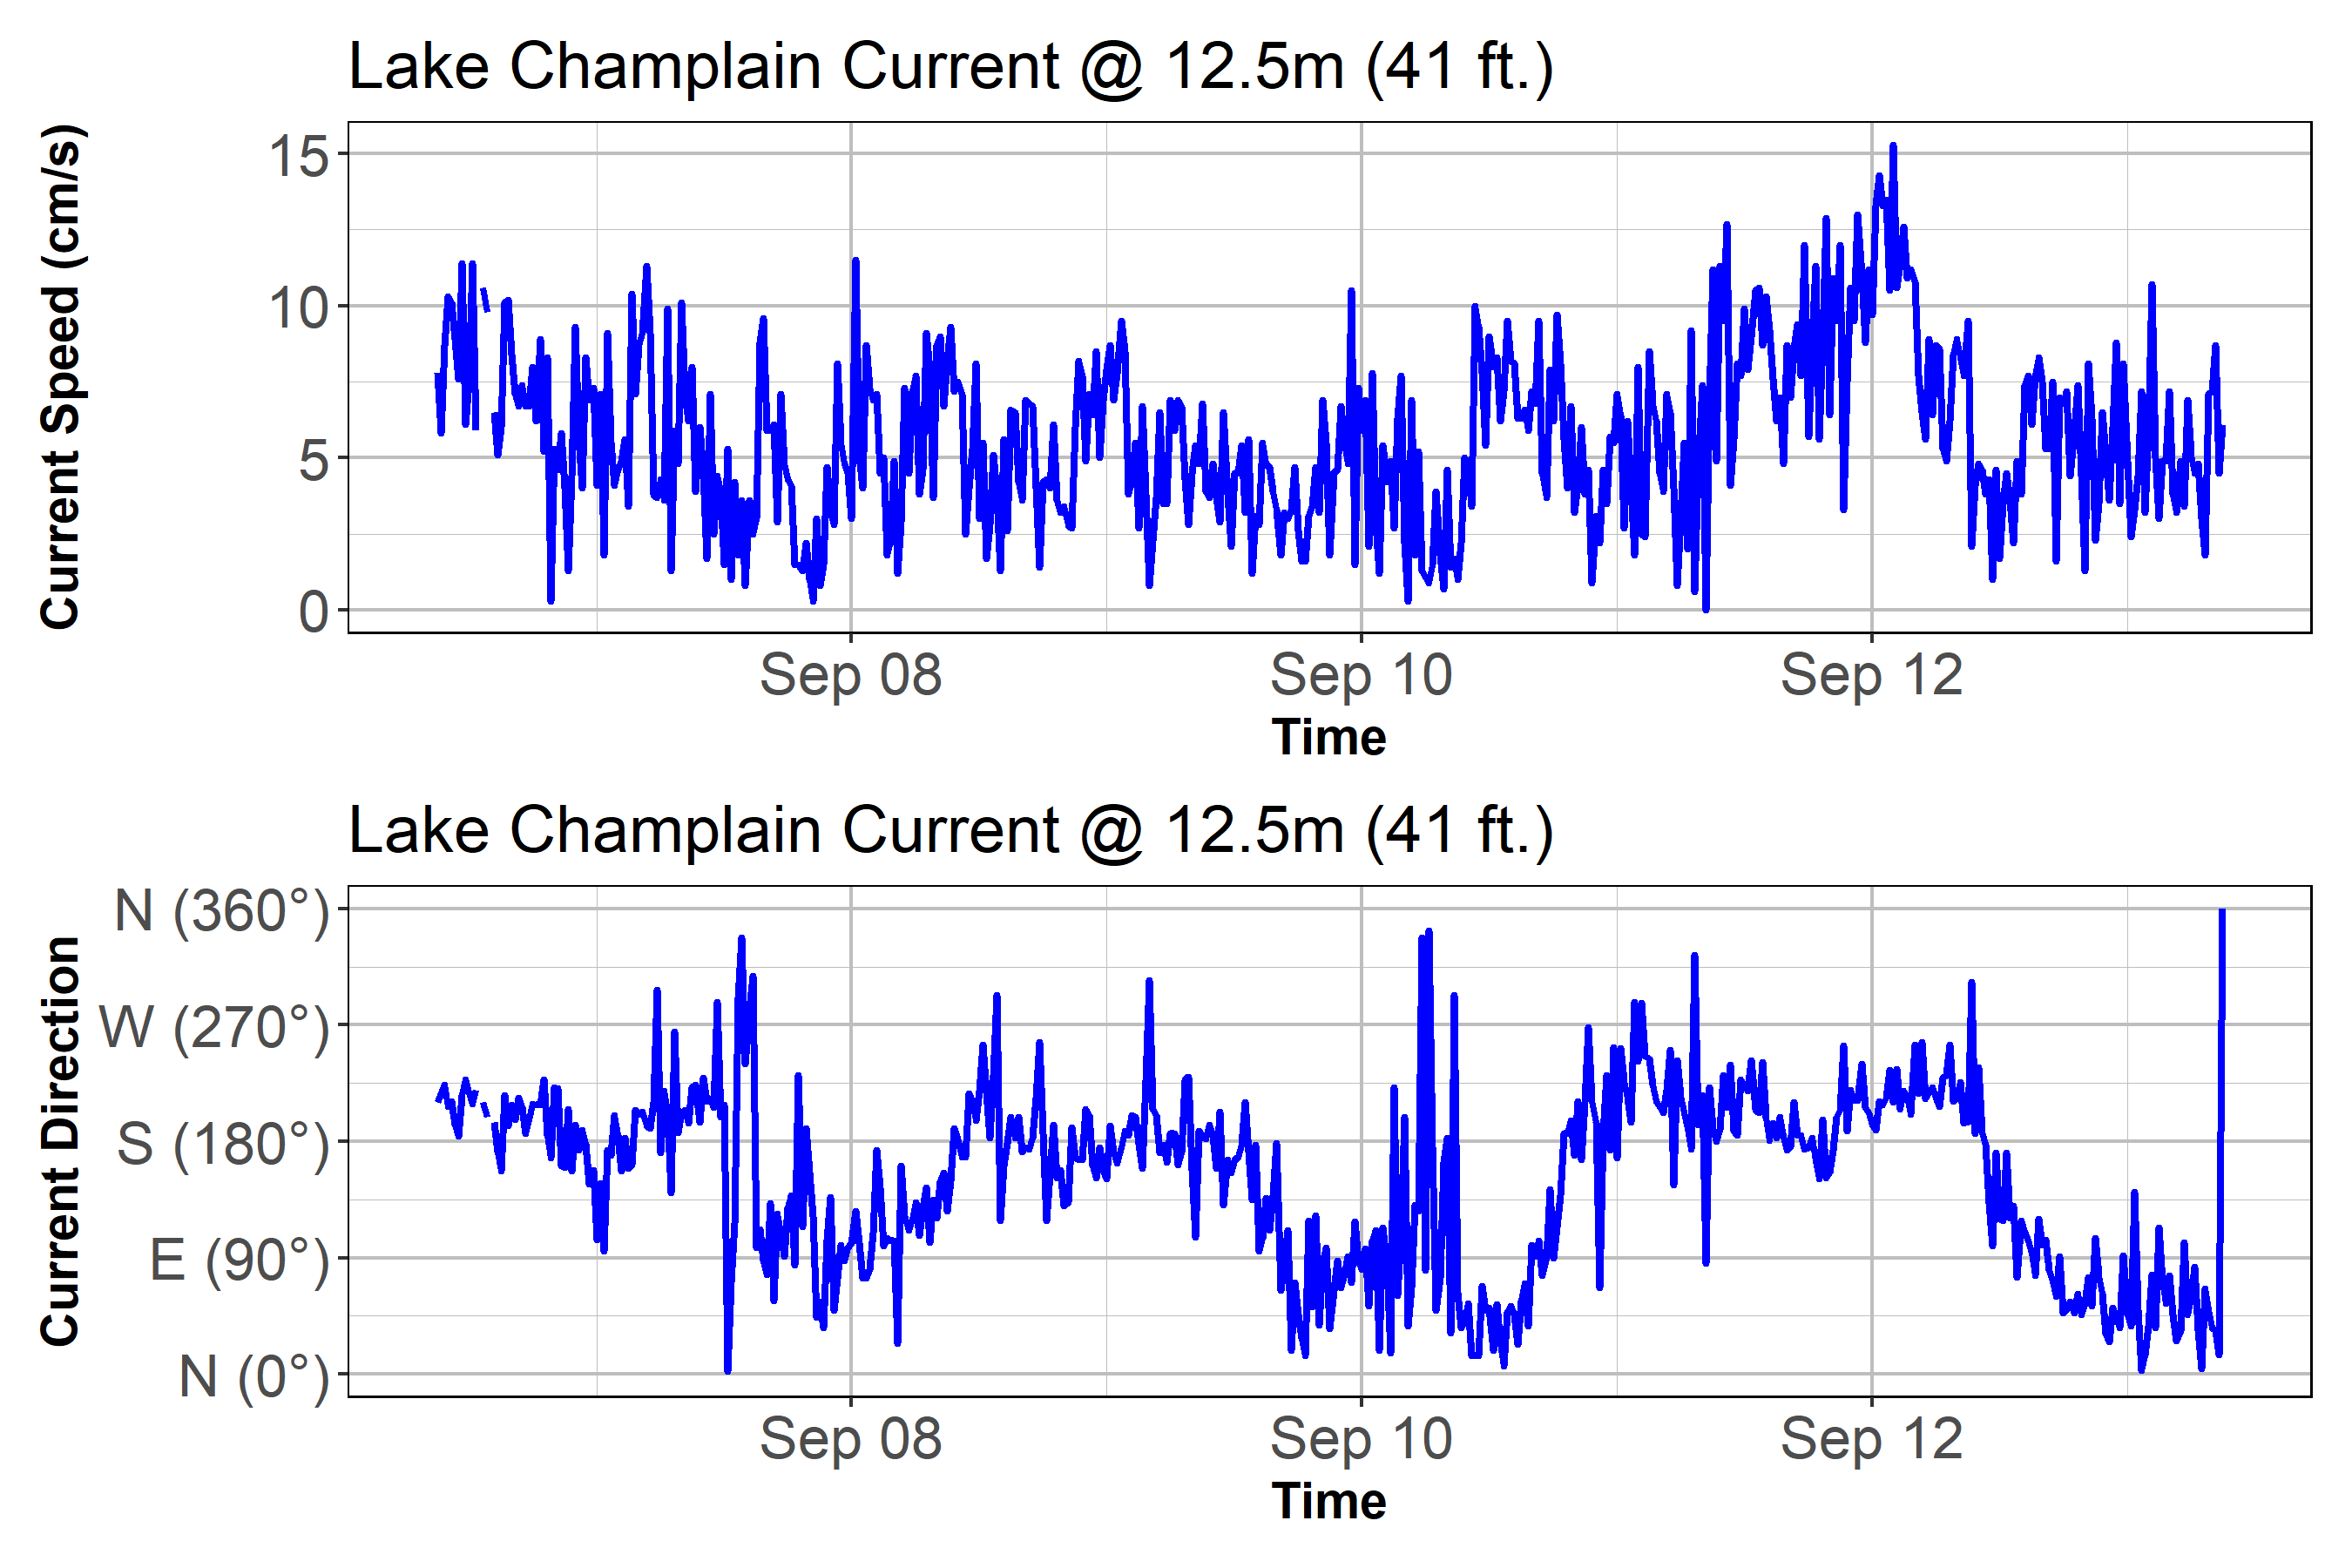 Lake Champlain Current @ 12.5m (41 ft.)
Current Speed (cm/s)
15
10
5
0
Sep 08 Sep 10 Sep 12
Time
Lake Champlain Current @ 12.5m (41 ft.)
Current Direction
N (360°)
W (270°)
S (180°)
E (90°)
N (0°)
Sep 08 Sep 10 Sep 12
Time